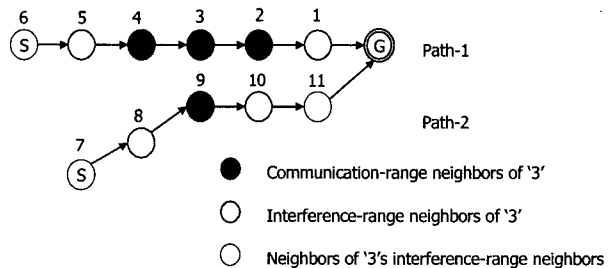 6 5 4 3 2 1
S G Path-1
9 10 11
8 Path-2
7
S
Communication-range neighbors of '3'
Interference-range neighbors of '3'
Neighbors of '3's interference-range neighbors